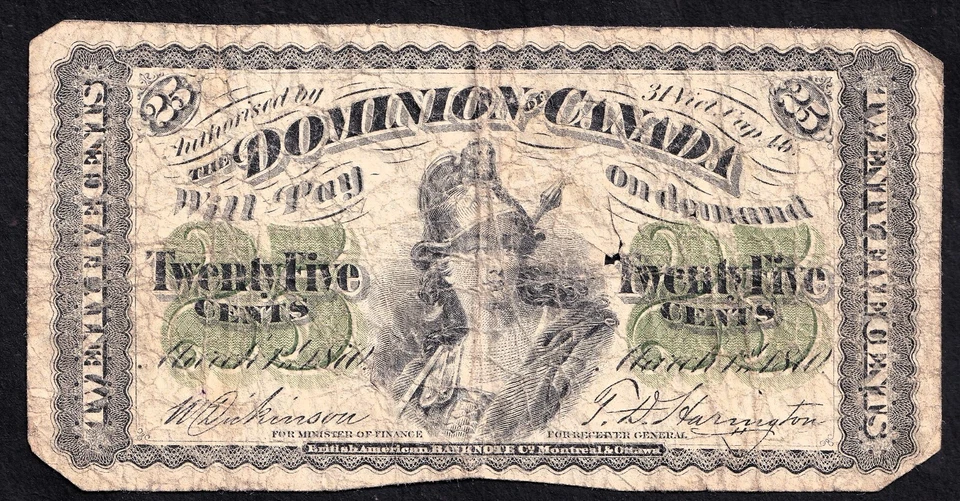 25
25
Authorised by
31 Vict Cap. 46.
THE DOMINION OF CANADA
Will Pay
on demand
Twenty Five
CENTS
Twenty Five
CENTS
March 1st 1870.
March 1st 1870.
W Dickinson
T. D. Harington
FOR MINISTER OF FINANCE
FOR RECEIVER GENERAL
British American BANKNOTE Co. Montreal & Ottawa
TWENTY FIVE CENTS
TWENTY FIVE CENTS